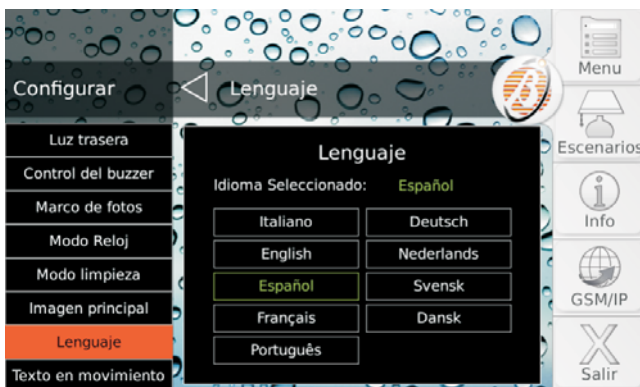 Configurar
Lenguaje
Luz trasera
Control del buzzer
Marco de fotos
Modo Reloj
Modo limpieza
Imagen principal
Lenguaje
Texto en movimiento
Lenguaje
Idioma Seleccionado: Español
Italiano Deutsch
English Nederlands
Español Svensk
Français Dansk
Português
Menu
Escenarios
Info
GSM/IP
Salir